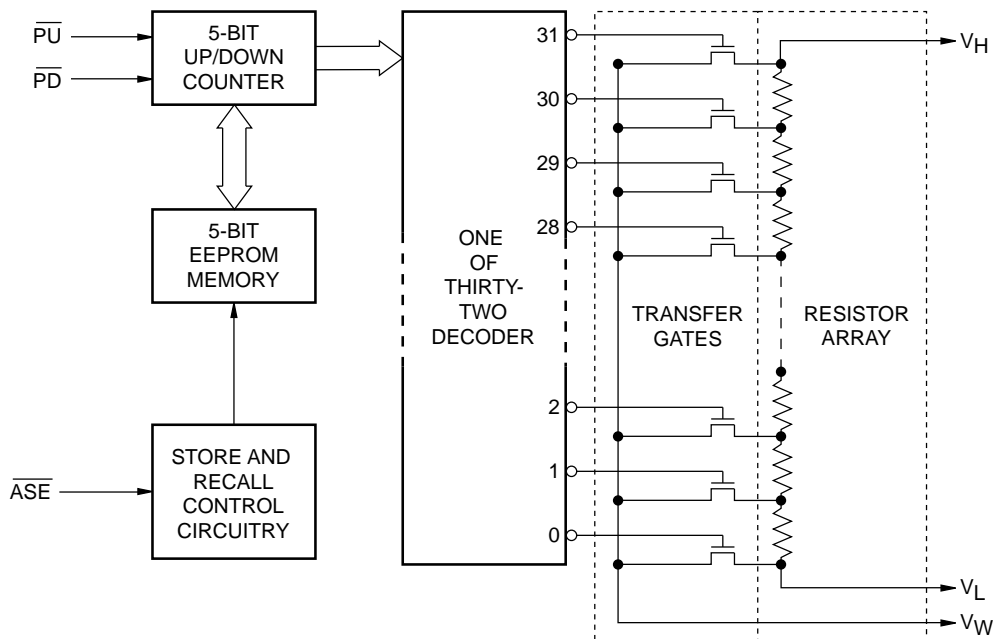 PU
PD
5-BIT
UP/DOWN
COUNTER
5-BIT
EEPROM
MEMORY
ASE
STORE AND
RECALL
CONTROL
CIRCUITRY
ONE
OF
THIRTY-
TWO
DECODER
31
30
29
28
2
1
0
TRANSFER
GATES
RESISTOR
ARRAY
VH
VL
VW